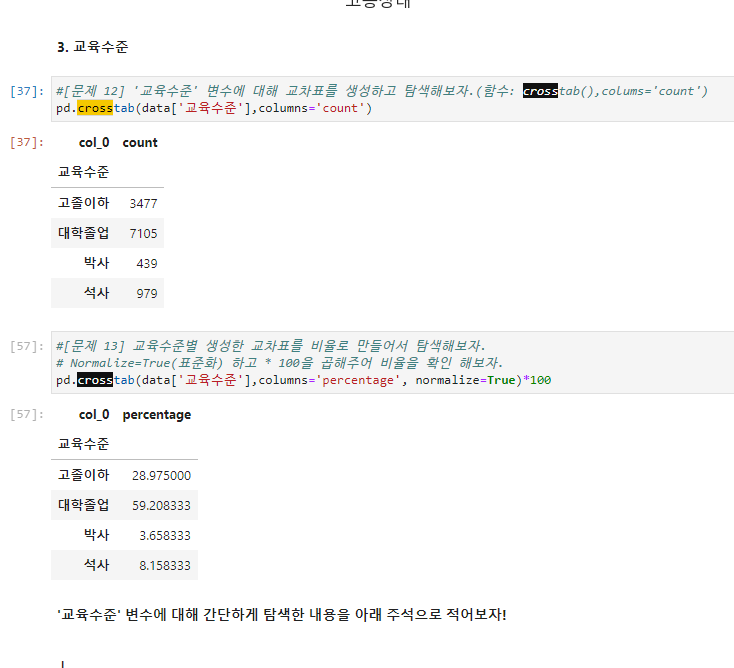 3. 교육수준
[37]: #[문제 12] '교육수준' 변수에 대해 교차표를 생성하고 탐색해보자.(함수: crosstab(),colums='count')
pd.crosstab(data['교육수준'],columns='count')
[37]: col_0 count
교육수준
고졸이하 3477
대학졸업 7105
박사 439
석사 979
[57]: #[문제 13] 교육수준별 생성한 교차표를 비율로 만들어서 탐색해보자.
# Normalize=True(표준화) 하고 * 100을 곱해주어 비율을 확인 해보자.
pd.crosstab(data['교육수준'],columns='percentage', normalize=True)*100
[57]: col_0 percentage
교육수준
고졸이하 28.975000
대학졸업 59.208333
박사 3.658333
석사 8.158333
'교육수준' 변수에 대해 간단하게 탐색한 내용을 아래 주석으로 적어보자!